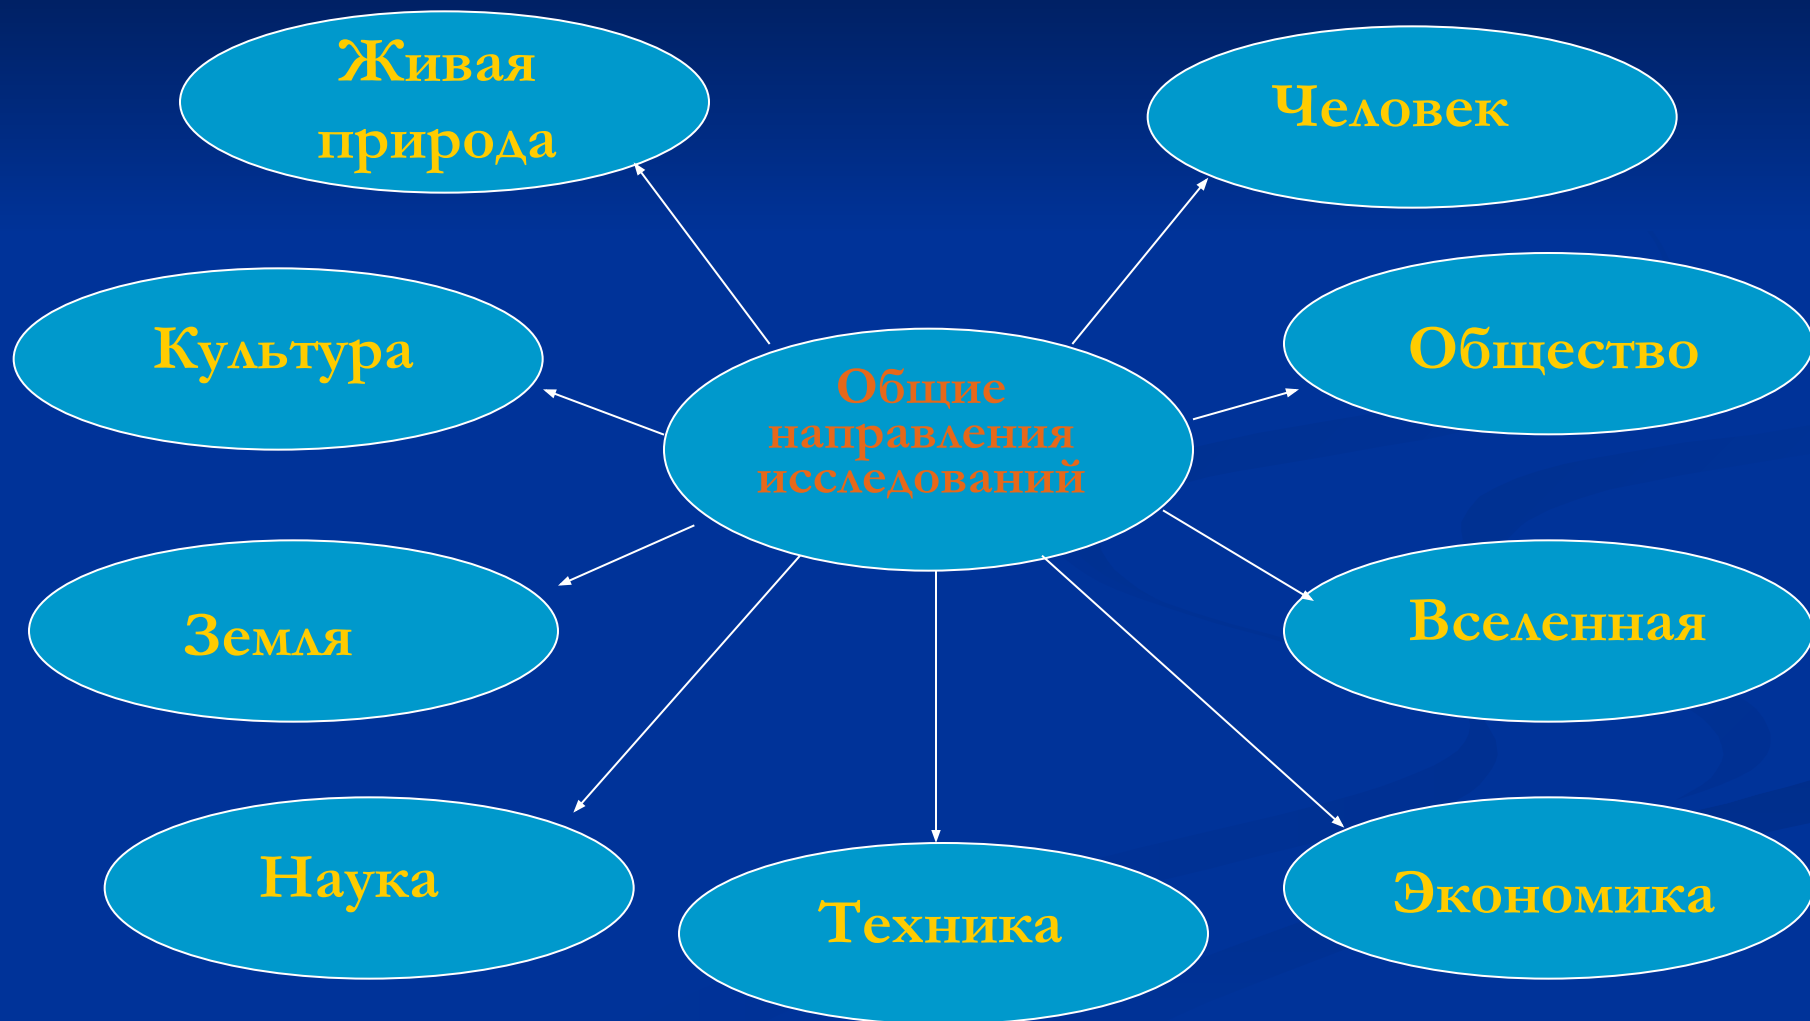 Живая
природа
Человек
Культура
Общество
Общие
направления
исследований
Земля
Вселенная
Наука
Техника
Экономика